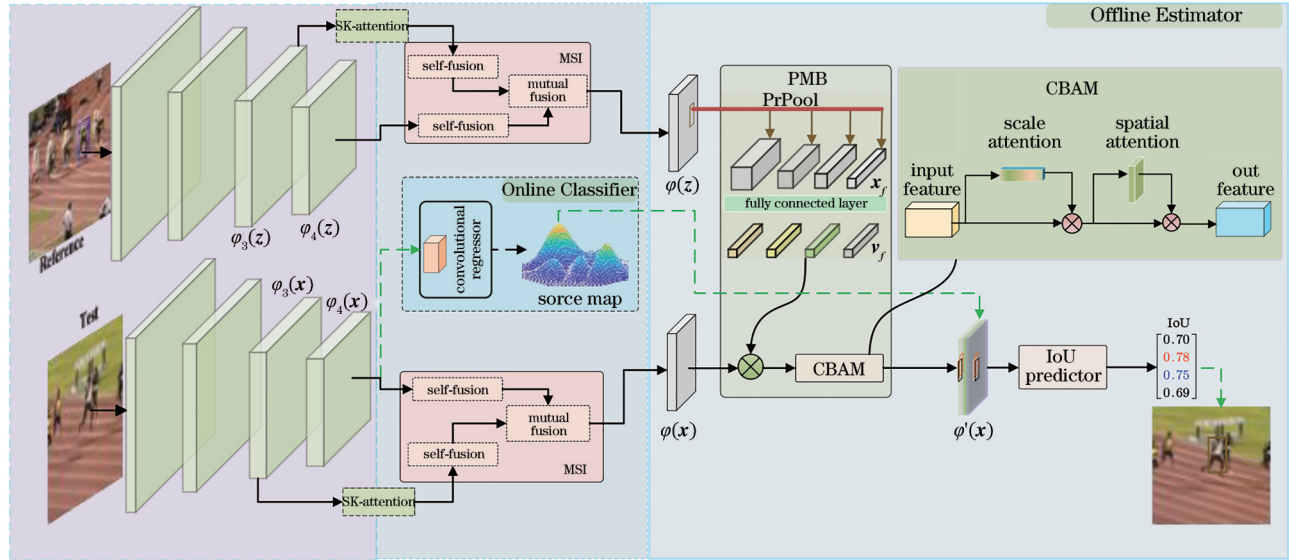 Offline Estimator
SK-attention
MSI
self-fusion
mutual
fusion
self-fusion
PMB
PrPool
φ(z)
x_f
fully connected layer
v_f
CBAM
scale
attention
spatial
attention
input
feature
out
feature
Reference
φ₃(z)
φ₄(z)
Online Classifier
convolutional
regressor
sorce map
Test
φ₃(x)
φ₄(x)
self-fusion
mutual
fusion
self-fusion
MSI
SK-attention
φ(x)
CBAM
φ'(x)
IoU
predictor
IoU
0.70
0.78
0.75
0.69